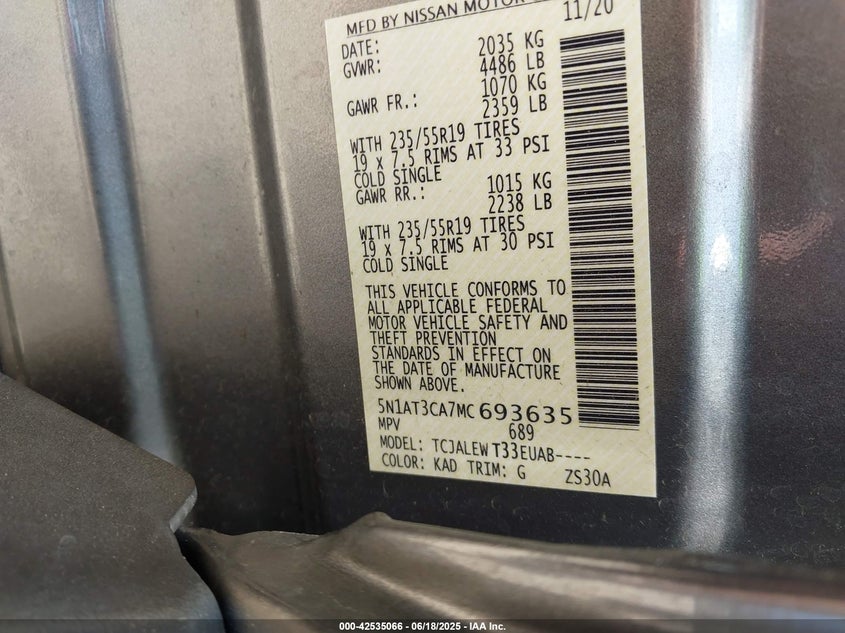 MFD BY NISSAN MOTOR
DATE: 11/20
GVWR: 2035 KG
4486 LB
GAWR FR.: 1070 KG
2359 LB
WITH 235/55R19 TIRES
19 x 7.5 RIMS AT 33 PSI
COLD SINGLE
GAWR RR.: 1015 KG
2238 LB
WITH 235/55R19 TIRES
19 x 7.5 RIMS AT 30 PSI
COLD SINGLE
THIS VEHICLE CONFORMS TO
ALL APPLICABLE FEDERAL
MOTOR VEHICLE SAFETY AND
THEFT PREVENTION
STANDARDS IN EFFECT ON
THE DATE OF MANUFACTURE
SHOWN ABOVE.
5N1AT3CA7MC693635
MPV 689
MODEL: TCJALEW T33EUAB----
COLOR: KAD TRIM: G ZS30A
000-42535066 - 06/18/2025 - IAA Inc.